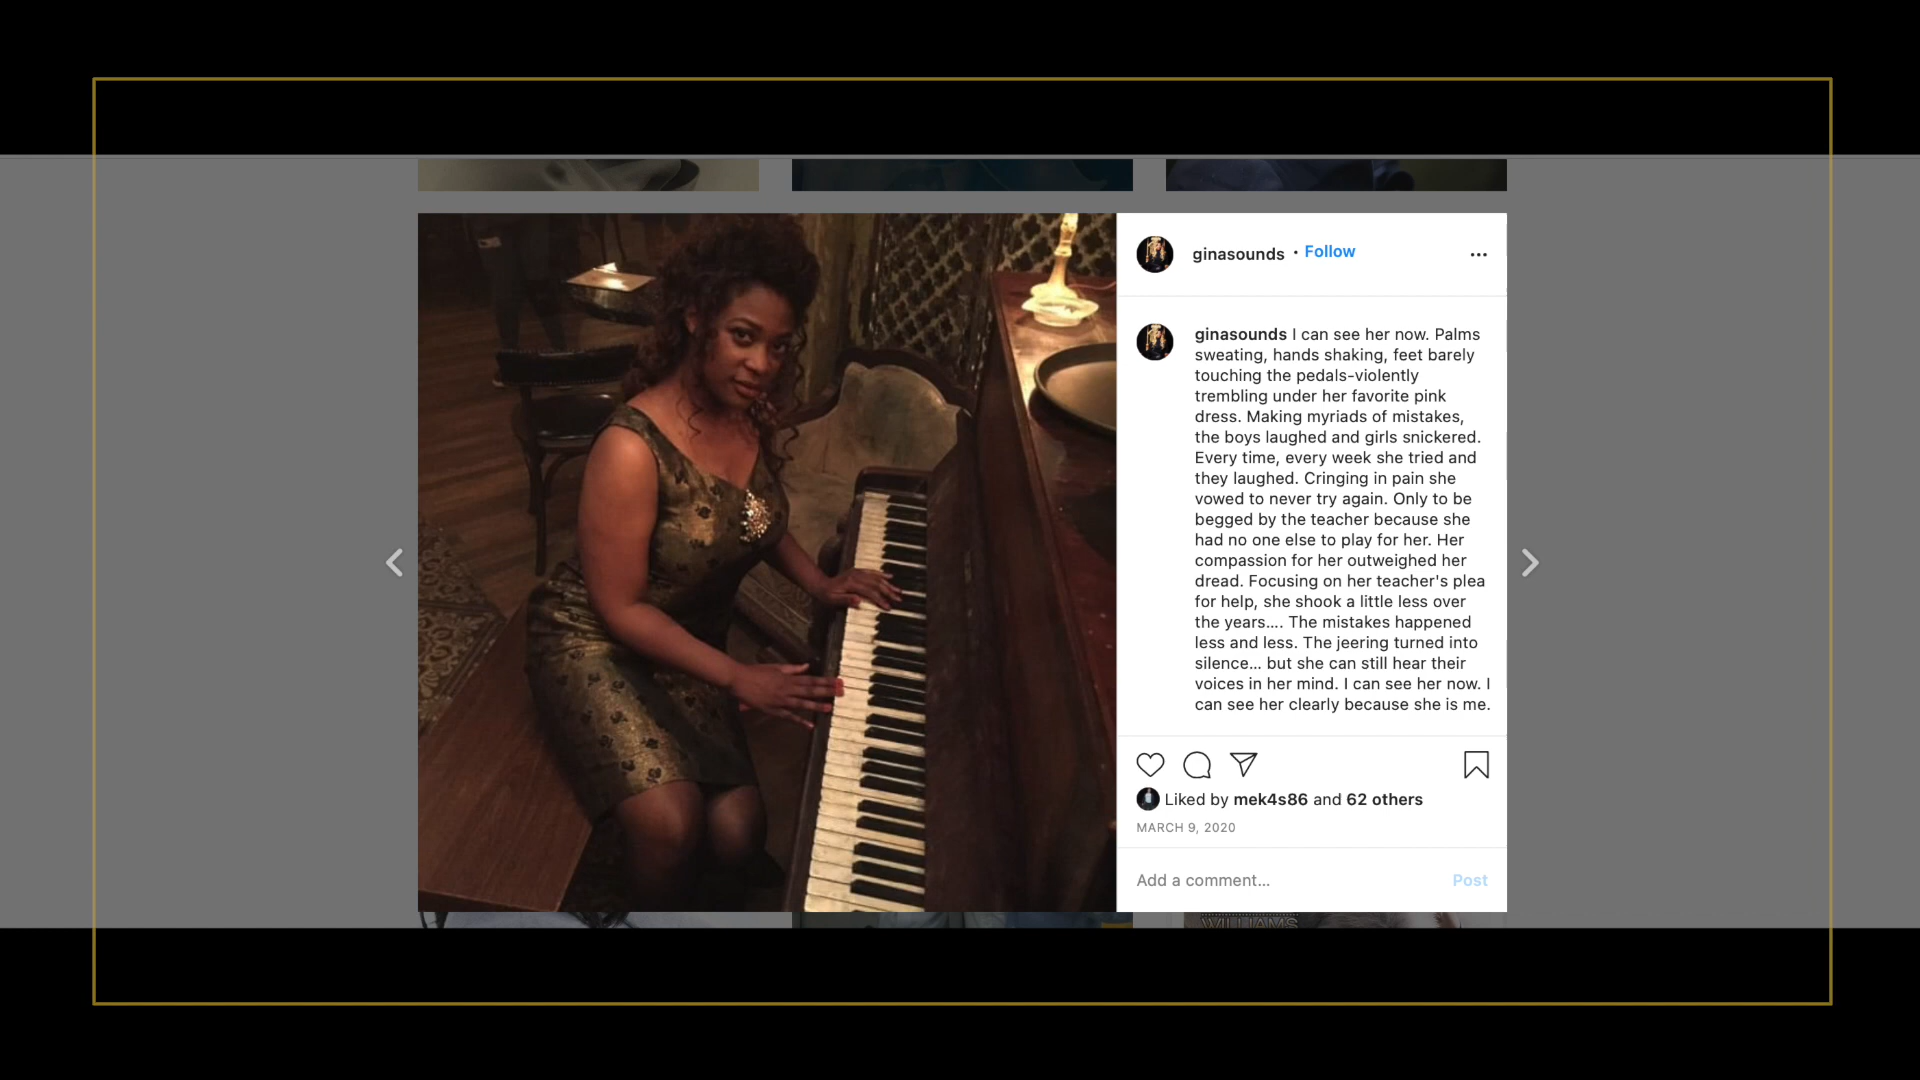 ginasounds • Follow
ginasounds I can see her now. Palms
sweating, hands shaking, feet barely
touching the pedals-violently
trembling under her favorite pink
dress. Making myriads of mistakes,
the boys laughed and girls snickered.
Every time, every week she tried and
they laughed. Cringing in pain she
vowed to never try again. Only to be
begged by the teacher because she
had no one else to play for her. Her
compassion for her outweighed her
dread. Focusing on her teacher's plea
for help, she shook a little less over
the years.... The mistakes happened
less and less. The jeering turned into
silence... but she can still hear their
voices in her mind. I can see her now. I
can see her clearly because she is me.
Liked by mek4s86 and 62 others
MARCH 9, 2020
Add a comment... Post
WILLIAMS